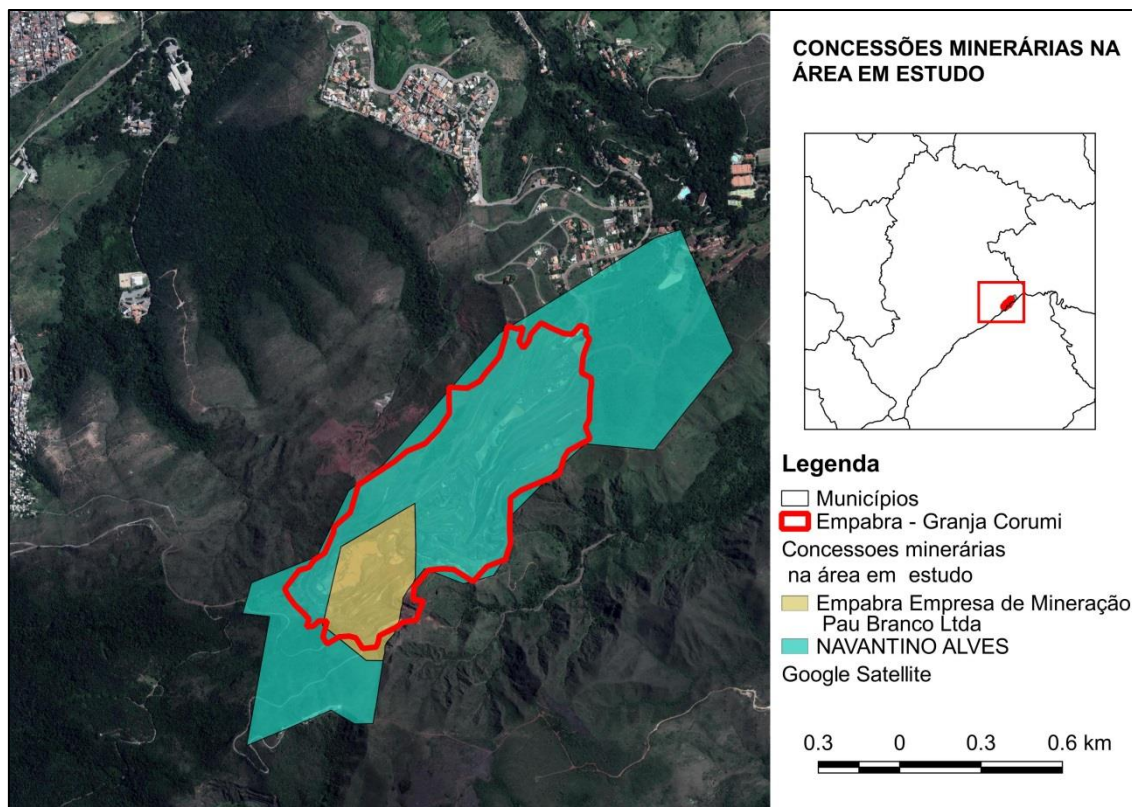 CONCESSÕES MINERÁRIAS NA
ÁREA EM ESTUDO
Legenda
Municípios
Empabra - Granja Corumi
Concessoes minerárias
na área em estudo
Empabra Empresa de Mineração
Pau Branco Ltda
NAVANTINO ALVES
Google Satellite
0.3 0 0.3 0.6 km